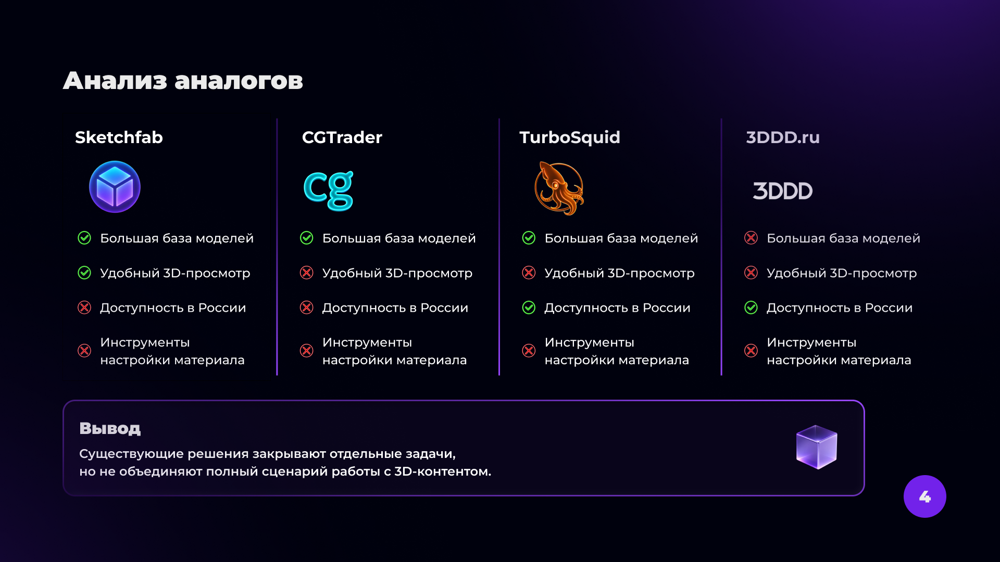 Анализ аналогов
Sketchfab
Большая база моделей
Удобный 3D-просмотр
Доступность в России
Инструменты
настройки материала
CGTrader
cg
Большая база моделей
Удобный 3D-просмотр
Доступность в России
Инструменты
настройки материала
TurboSquid
Большая база моделей
Удобный 3D-просмотр
Доступность в России
Инструменты
настройки материала
3DDD.ru
3DDD
Большая база моделей
Удобный 3D-просмотр
Доступность в России
Инструменты
настройки материала
Вывод
Существующие решения закрывают отдельные задачи,
но не объединяют полный сценарий работы с 3D-контентом.
4